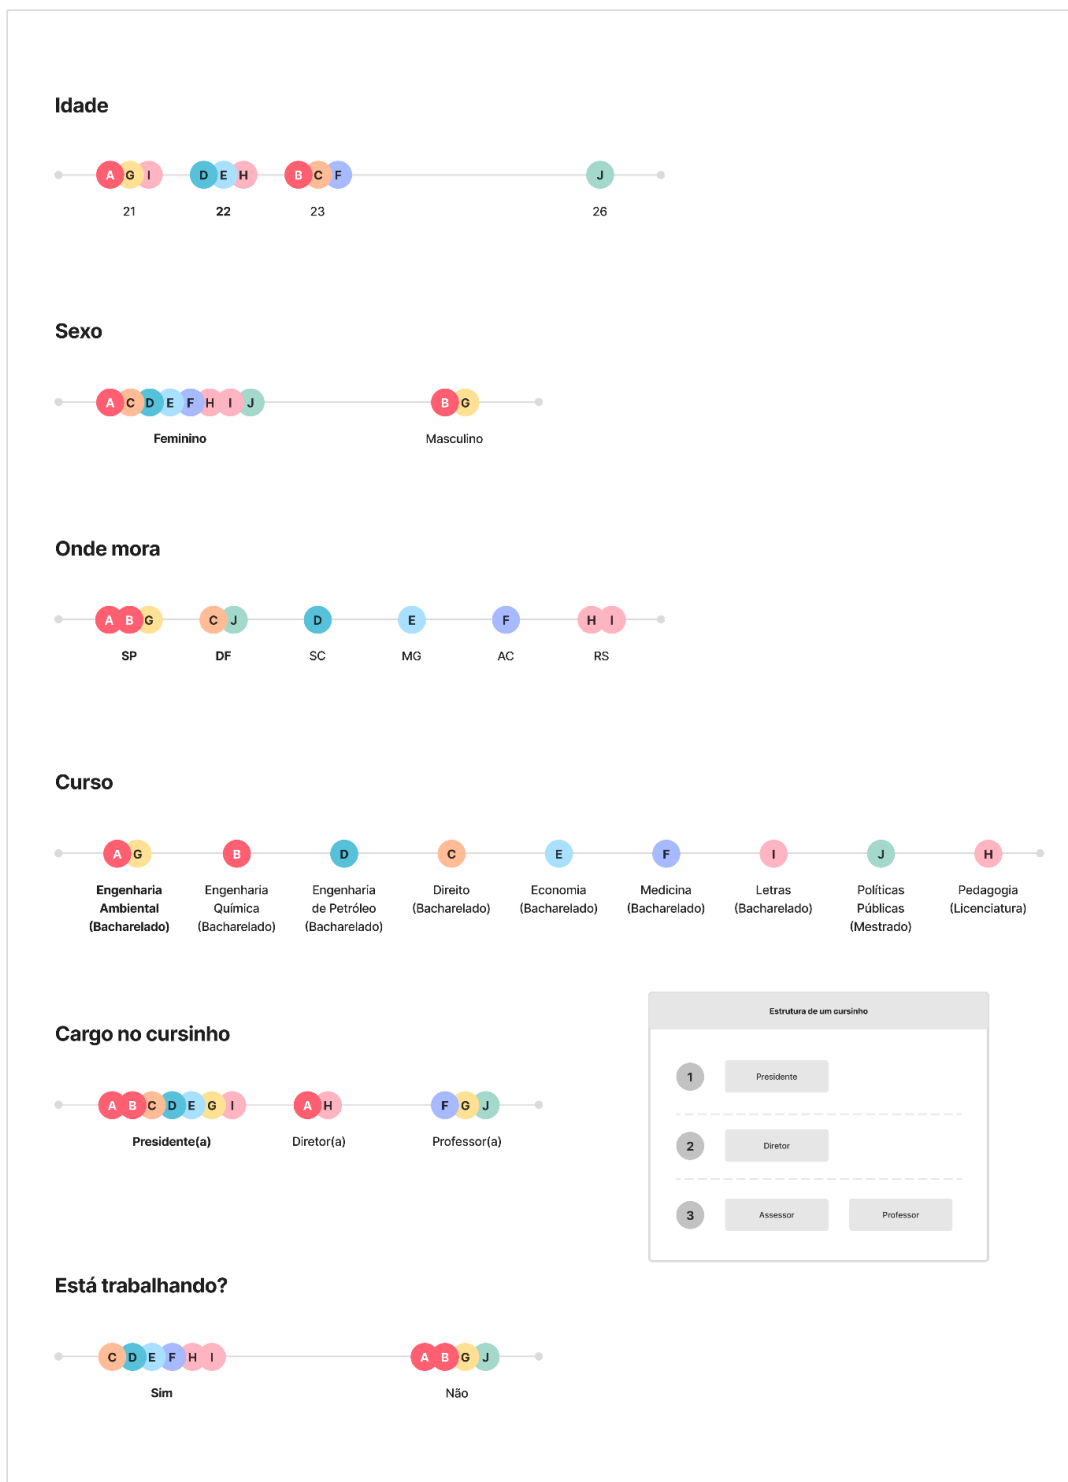 Idade
A G I D E H B C F J
21 22 23 26
Sexo
A C D E F H I J B G
Feminino Masculino
Onde mora
A B G C J D E F H I
SP DF SC MG AC RS
Curso
A G B D C E F I J H
Engenharia Engenharia Engenharia Direito Economia Medicina Letras Políticas Pedagogia
Ambiental Química de Petróleo (Bacharelado) (Bacharelado) (Bacharelado) (Bacharelado) Públicas (Licenciatura)
(Bacharelado) (Bacharelado) (Bacharelado) (Mestrado)
Cargo no cursinho
A B C D E G I A H F G J
Presidente(a) Diretor(a) Professor(a)
Estrutura de um cursinho
1 Presidente
2 Diretor
3 Assessor Professor
Está trabalhando?
C D E F H I A B G J
Sim Não